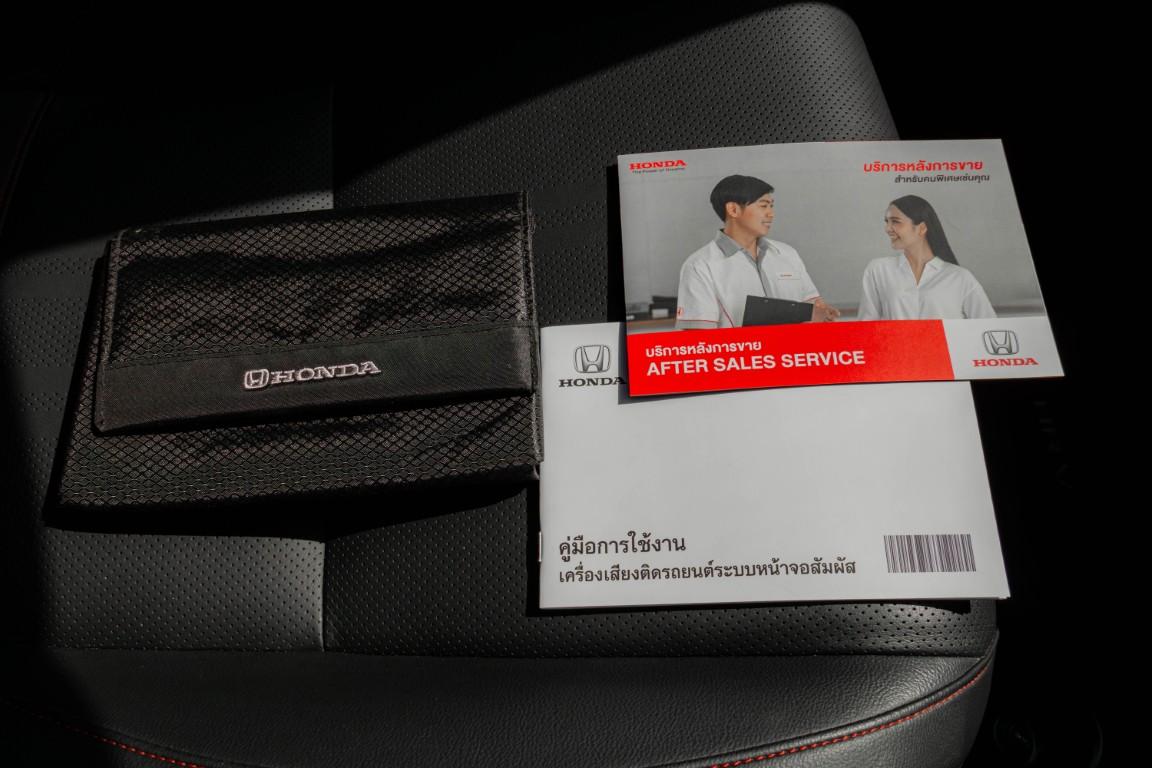 HONDA
HONDA
The Power of Dreams
บริการหลังการขาย
สำหรับคนพิเศษเช่นคุณ
บริการหลังการขาย
AFTER SALES SERVICE
HONDA
HONDA
คู่มือการใช้งาน
เครื่องเสียงติดรถยนต์ระบบหน้าจอสัมผัส